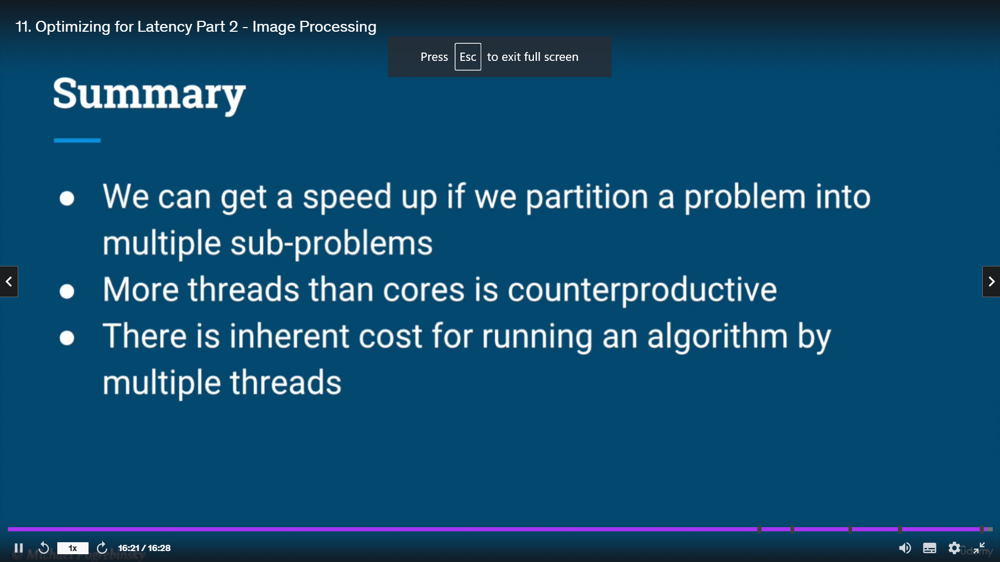 11. Optimizing for Latency Part 2 - Image Processing
Press Esc to exit full screen
Summary
● We can get a speed up if we partition a problem into
multiple sub-problems
● More threads than cores is counterproductive
● There is inherent cost for running an algorithm by
multiple threads
1x
16:21 / 16:28
© Michael Pogrebinsky
udemy